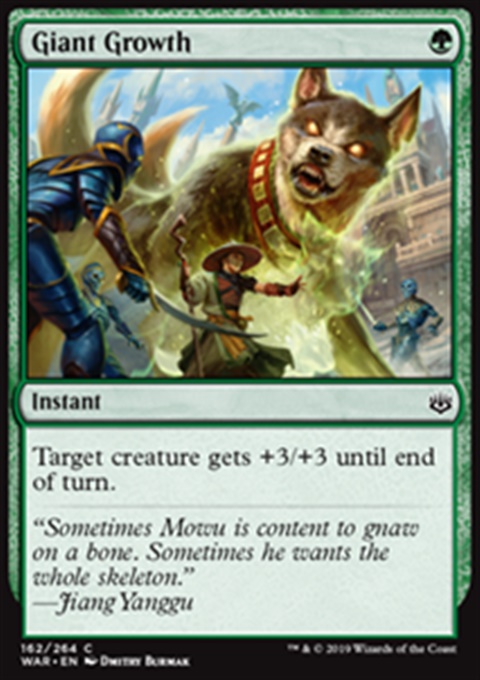 Giant Growth
Instant
Target creature gets +3/+3 until end
of turn.
“Sometimes Mowu is content to gnaw
on a bone. Sometimes he wants the
whole skeleton.”
—Jiang Yanggu
162/264 C
WAR • EN Dmitry Burmak
™ & © 2019 Wizards of the Coast